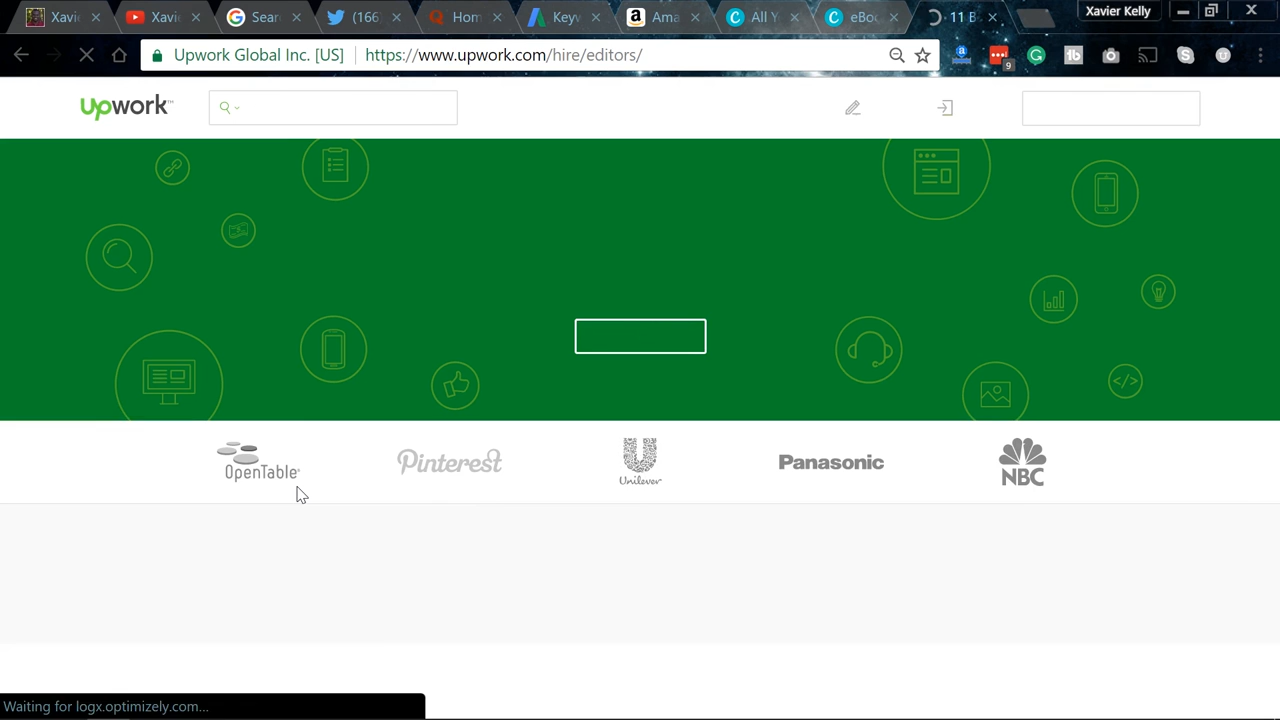 Xavi
Xavi
Sear
(166
Hom
Keyv
Ama
All Y
eBoo
11 B
Xavier Kelly
Upwork Global Inc. [US]
https://www.upwork.com/hire/editors/
9
upwork
OpenTable
Pinterest
Unilever
Panasonic
NBC
Waiting for logx.optimizely.com...